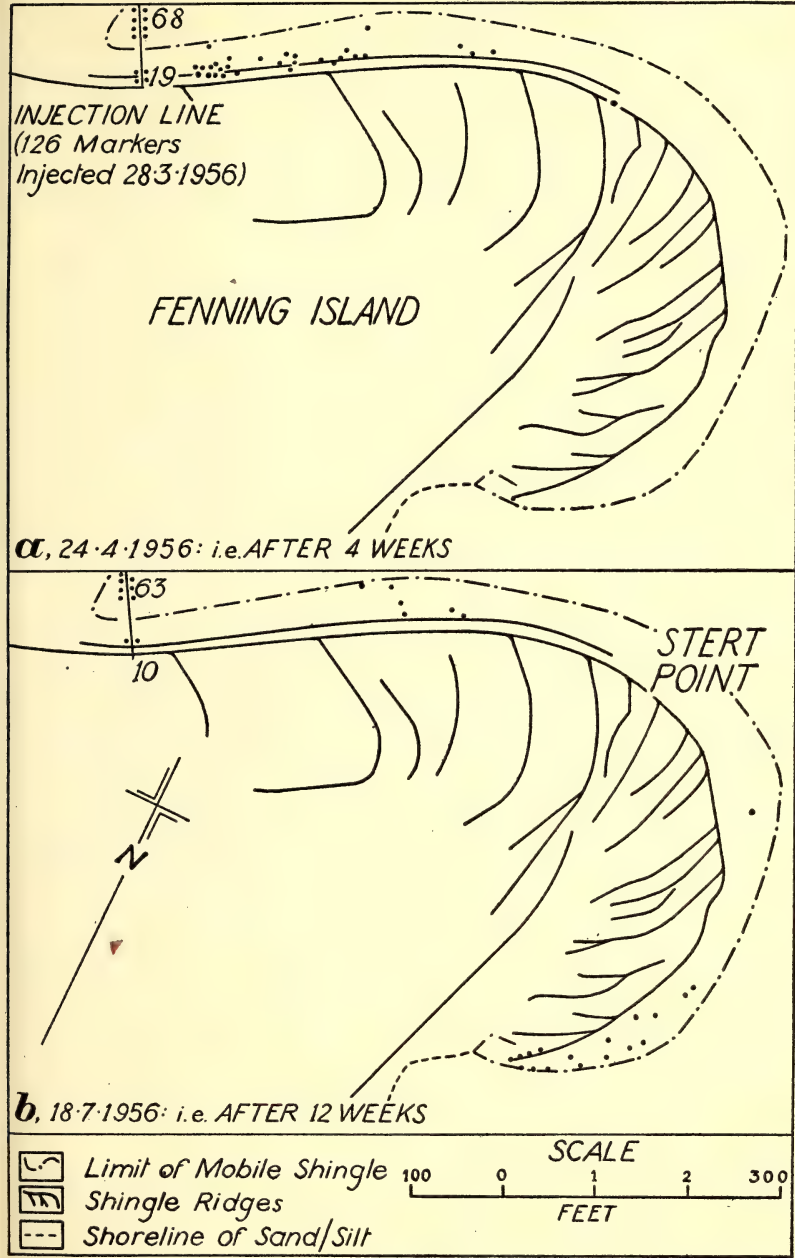 68
19
INJECTION LINE
(126 Markers
Injected 28·3·1956)
FENNING ISLAND
a, 24·4·1956: i.e. AFTER 4 WEEKS
63
10
STERT
POINT
N
b, 18·7·1956: i.e. AFTER 12 WEEKS
Limit of Mobile Shingle
Shingle Ridges
Shoreline of Sand/Silt
SCALE
100 0 1 2 300
FEET